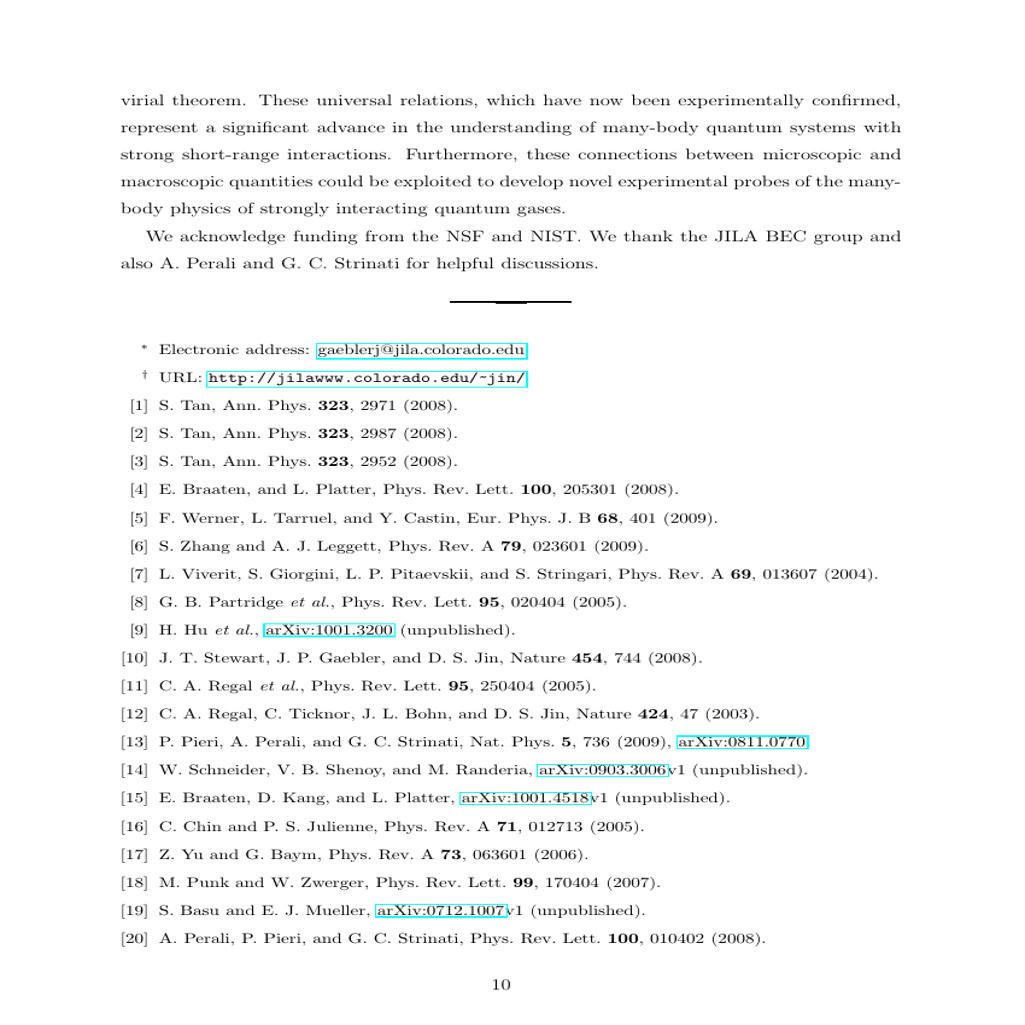 virial theorem. These universal relations, which have now been experimentally confirmed,
represent a significant advance in the understanding of many-body quantum systems with
strong short-range interactions. Furthermore, these connections between microscopic and
macroscopic quantities could be exploited to develop novel experimental probes of the many-
body physics of strongly interacting quantum gases.
We acknowledge funding from the NSF and NIST. We thank the JILA BEC group and
also A. Perali and G. C. Strinati for helpful discussions.
* Electronic address: gaeblerj@jila.colorado.edu
† URL: http://jilawww.colorado.edu/~jin/
[1] S. Tan, Ann. Phys. 323, 2971 (2008).
[2] S. Tan, Ann. Phys. 323, 2987 (2008).
[3] S. Tan, Ann. Phys. 323, 2952 (2008).
[4] E. Braaten, and L. Platter, Phys. Rev. Lett. 100, 205301 (2008).
[5] F. Werner, L. Tarruel, and Y. Castin, Eur. Phys. J. B 68, 401 (2009).
[6] S. Zhang and A. J. Leggett, Phys. Rev. A 79, 023601 (2009).
[7] L. Viverit, S. Giorgini, L. P. Pitaevskii, and S. Stringari, Phys. Rev. A 69, 013607 (2004).
[8] G. B. Partridge et al., Phys. Rev. Lett. 95, 020404 (2005).
[9] H. Hu et al., arXiv:1001.3200 (unpublished).
[10] J. T. Stewart, J. P. Gaebler, and D. S. Jin, Nature 454, 744 (2008).
[11] C. A. Regal et al., Phys. Rev. Lett. 95, 250404 (2005).
[12] C. A. Regal, C. Ticknor, J. L. Bohn, and D. S. Jin, Nature 424, 47 (2003).
[13] P. Pieri, A. Perali, and G. C. Strinati, Nat. Phys. 5, 736 (2009), arXiv:0811.0770
[14] W. Schneider, V. B. Shenoy, and M. Randeria, arXiv:0903.3006v1 (unpublished).
[15] E. Braaten, D. Kang, and L. Platter, arXiv:1001.4518v1 (unpublished).
[16] C. Chin and P. S. Julienne, Phys. Rev. A 71, 012713 (2005).
[17] Z. Yu and G. Baym, Phys. Rev. A 73, 063601 (2006).
[18] M. Punk and W. Zwerger, Phys. Rev. Lett. 99, 170404 (2007).
[19] S. Basu and E. J. Mueller, arXiv:0712.1007v1 (unpublished).
[20] A. Perali, P. Pieri, and G. C. Strinati, Phys. Rev. Lett. 100, 010402 (2008).
10